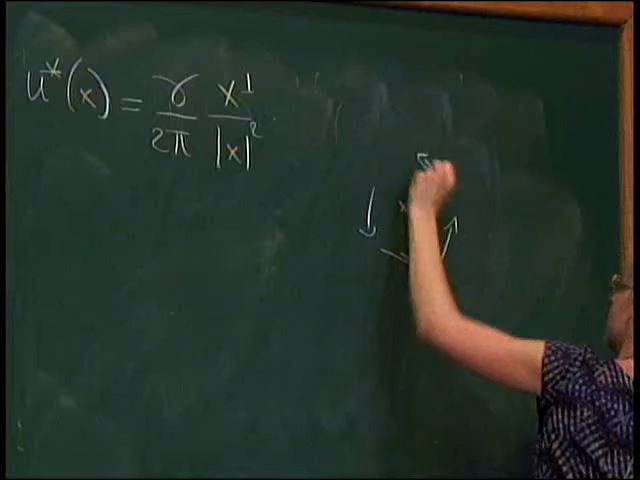 u*(x) = γ/2π x^⊥/|x|²
x